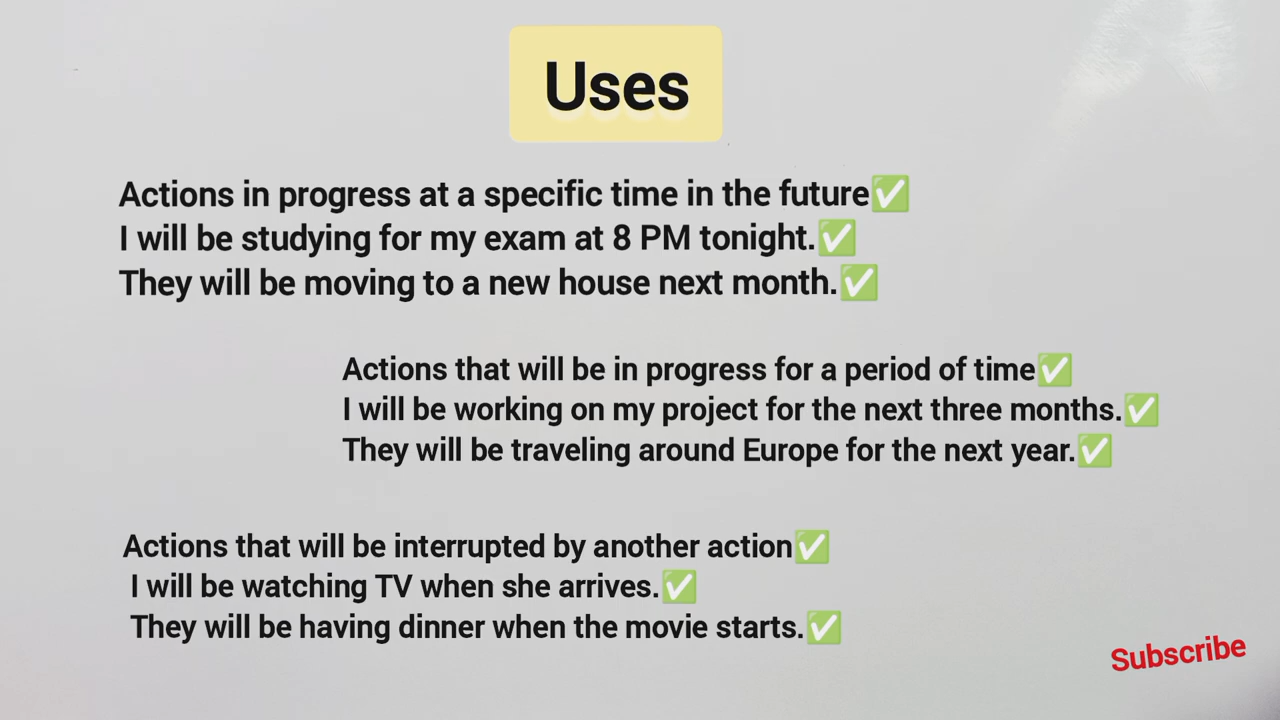 Uses
Actions in progress at a specific time in the future✅
I will be studying for my exam at 8 PM tonight.✅
They will be moving to a new house next month.✅
Actions that will be in progress for a period of time✅
I will be working on my project for the next three months.✅
They will be traveling around Europe for the next year.✅
Actions that will be interrupted by another action✅
I will be watching TV when she arrives.✅
They will be having dinner when the movie starts.✅
Subscribe